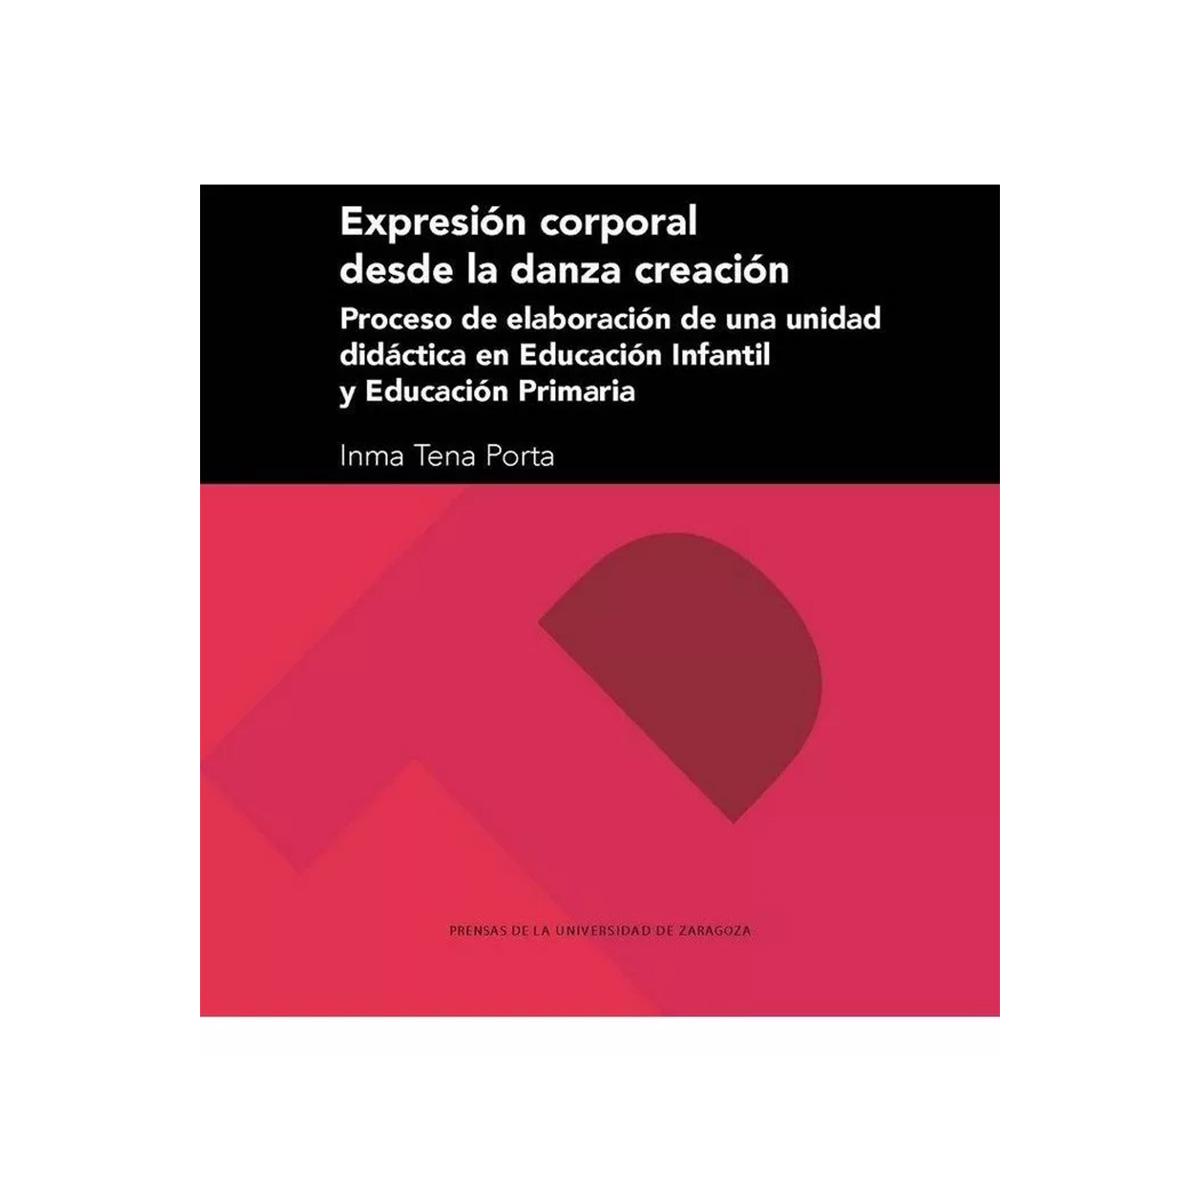 Expresión corporal
desde la danza creación
Proceso de elaboración de una unidad
didáctica en Educación Infantil
y Educación Primaria
Inma Tena Porta
PRENSAS DE LA UNIVERSIDAD DE ZARAGOZA